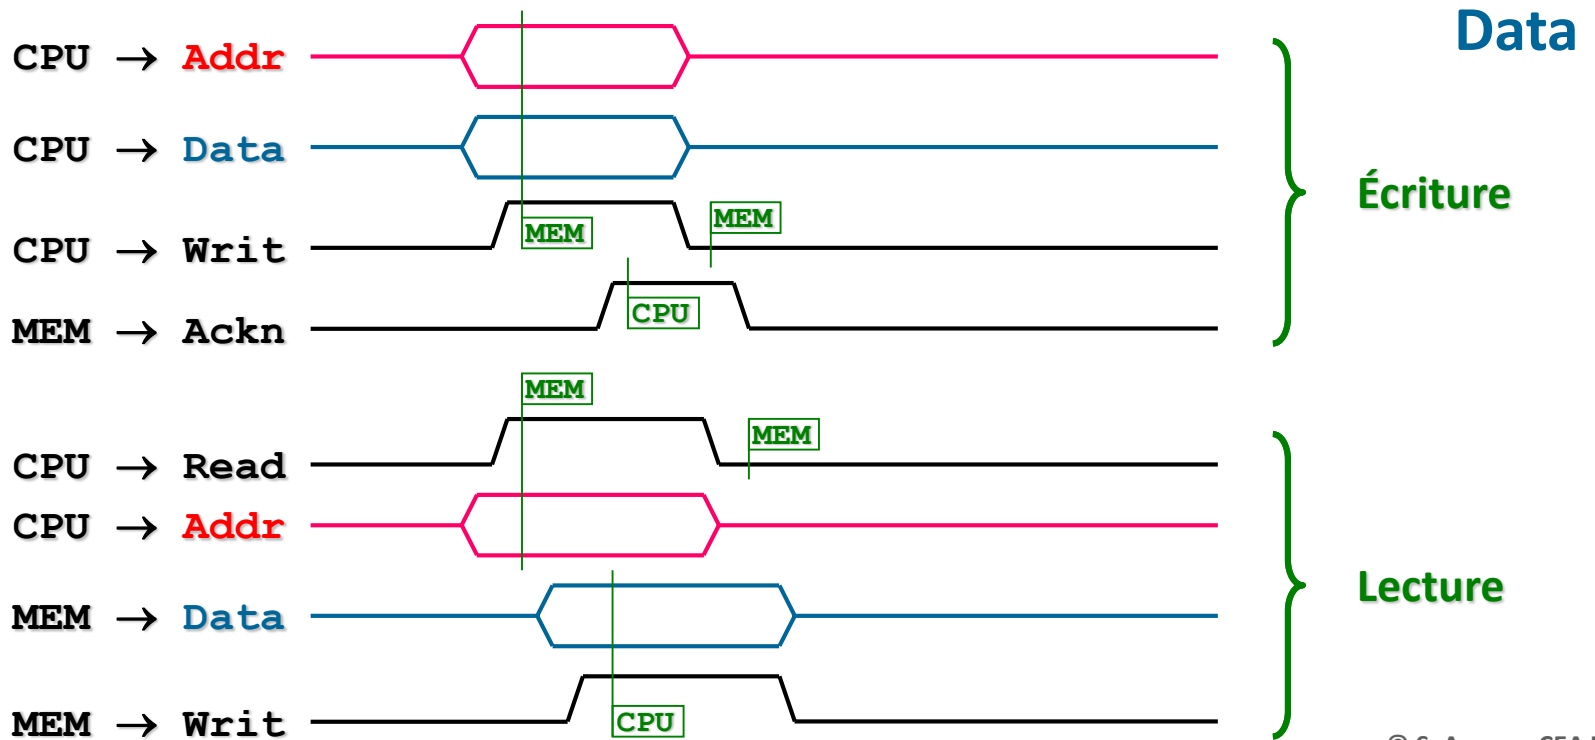 Data
CPU → Addr
CPU → Data
Écriture
CPU → Writ
MEM
MEM
MEM → Ackn
CPU
MEM
CPU → Read
MEM
CPU → Addr
Lecture
MEM → Data
MEM → Writ
CPU